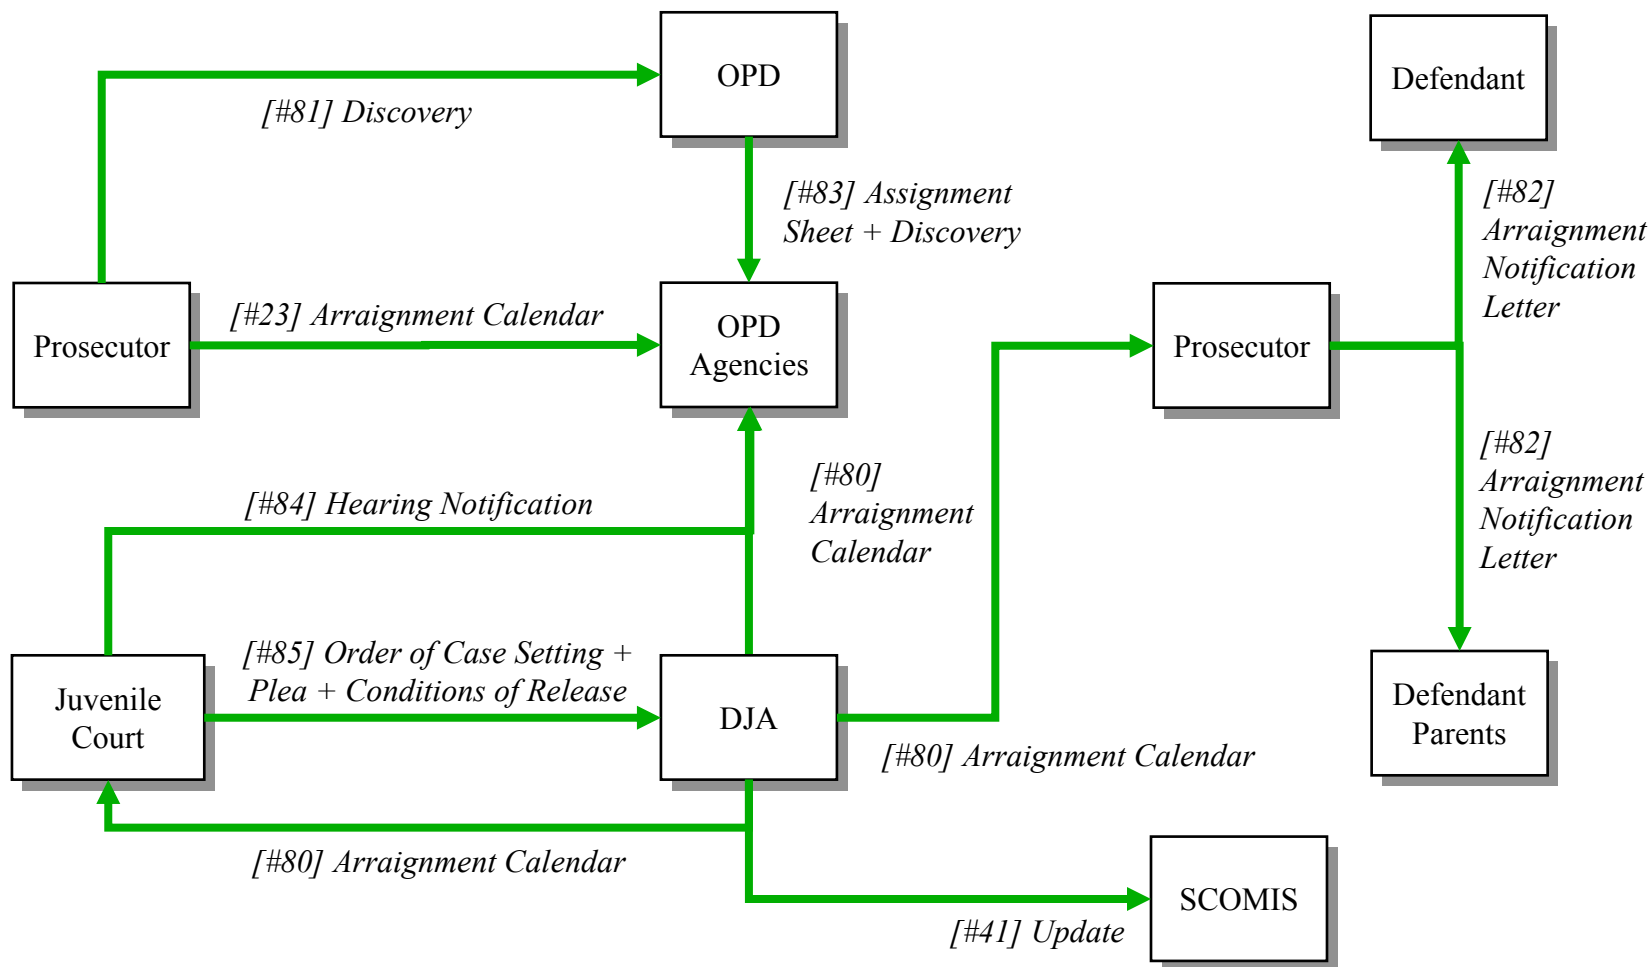 OPD
Defendant
[#81] Discovery
[#83] Assignment
Sheet + Discovery
[#82]
Arraignment
Notification
Letter
Prosecutor
[#23] Arraignment Calendar
OPD
Agencies
Prosecutor
[#84] Hearing Notification
[#80]
Arraignment
Calendar
[#82]
Arraignment
Notification
Letter
Juvenile
Court
[#85] Order of Case Setting +
Plea + Conditions of Release
DJA
[#80] Arraignment Calendar
Defendant
Parents
[#80] Arraignment Calendar
SCOMIS
[#41] Update